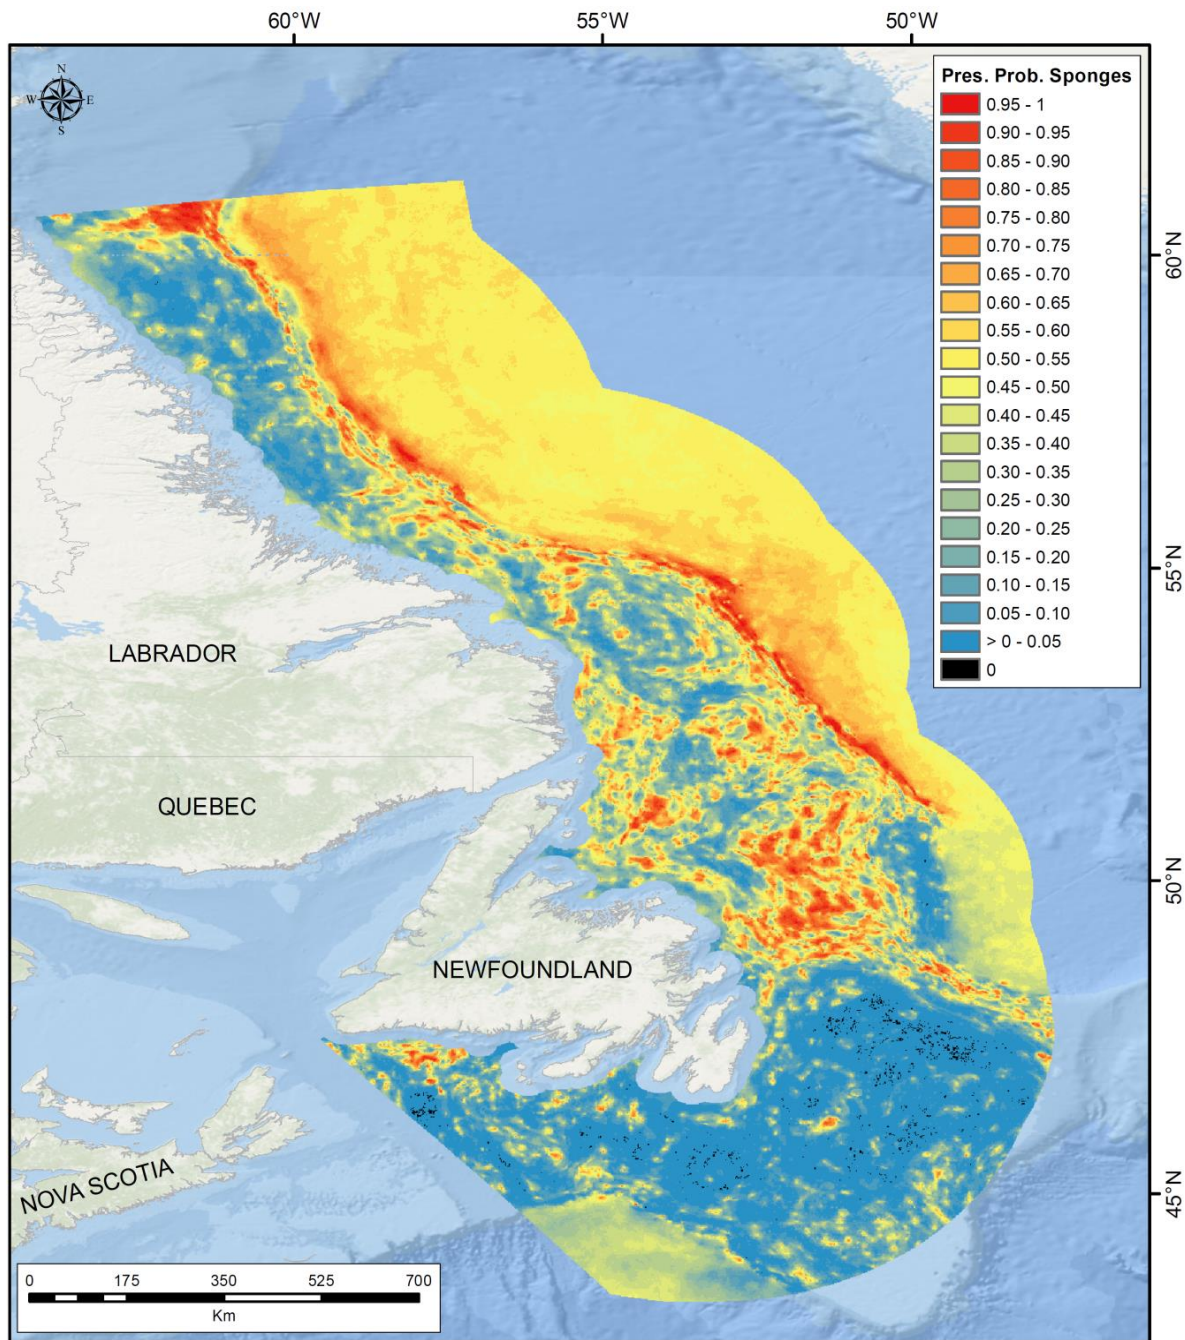 60°W 55°W 50°W
N
W E
S
Pres. Prob. Sponges
0.95 - 1
0.90 - 0.95
0.85 - 0.90
0.80 - 0.85
0.75 - 0.80
0.70 - 0.75
0.65 - 0.70
0.60 - 0.65
0.55 - 0.60
0.50 - 0.55
0.45 - 0.50
0.40 - 0.45
0.35 - 0.40
0.30 - 0.35
0.25 - 0.30
0.20 - 0.25
0.15 - 0.20
0.10 - 0.15
0.05 - 0.10
> 0 - 0.05
0
60°N
55°N
50°N
45°N
LABRADOR
QUEBEC
NEWFOUNDLAND
NOVA SCOTIA
0 175 350 525 700
Km